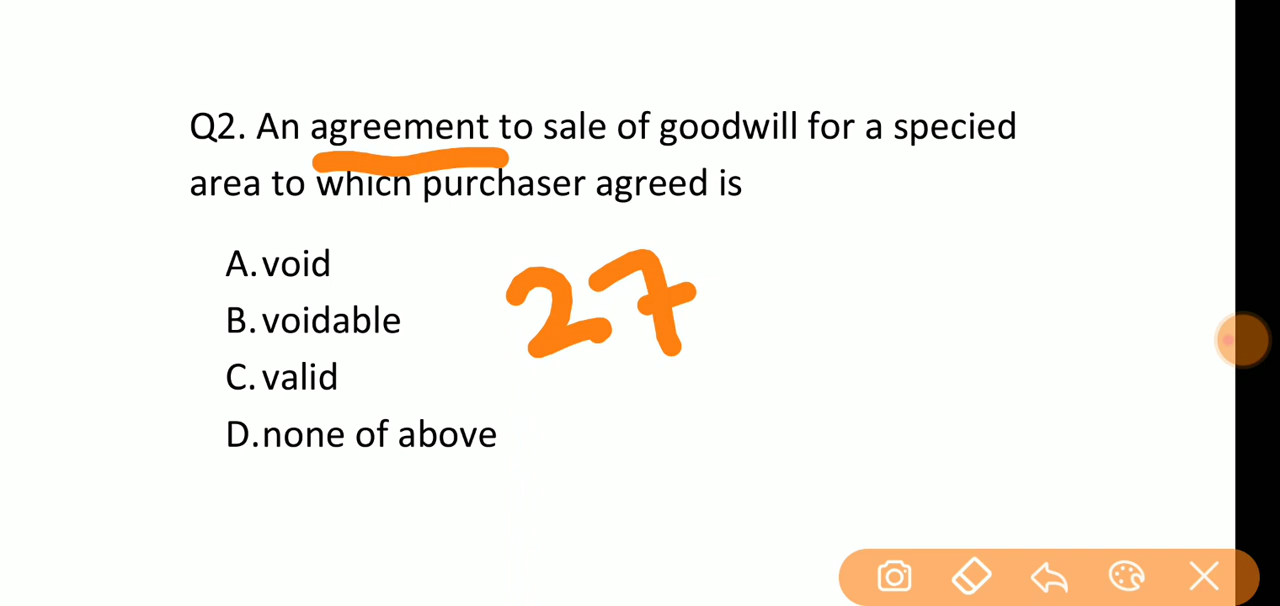 Q2. An agreement to sale of goodwill for a specied
area to which purchaser agreed is
A. void
B. voidable
27
C. valid
D. none of above